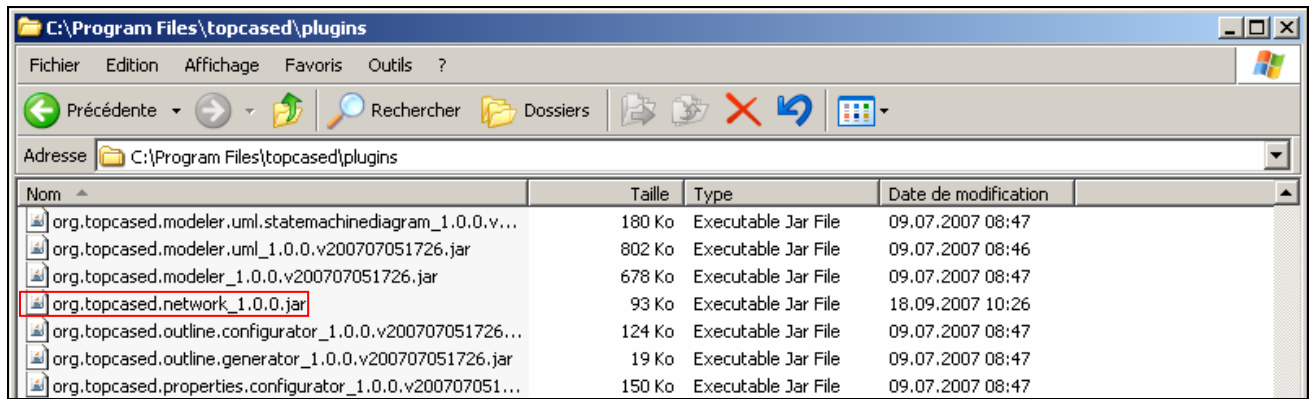 C:\Program Files\topcased\plugins
Fichier Edition Affichage Favoris Outils ?
Précédente Rechercher Dossiers
Adresse C:\Program Files\topcased\plugins
Nom Taille Type Date de modification
org.topcased.modeler.uml.statemachinediagram_1.0.0.v... 180 Ko Executable Jar File 09.07.2007 08:47
org.topcased.modeler.uml_1.0.0.v200707051726.jar 802 Ko Executable Jar File 09.07.2007 08:46
org.topcased.modeler_1.0.0.v200707051726.jar 678 Ko Executable Jar File 09.07.2007 08:47
org.topcased.network_1.0.0.jar 93 Ko Executable Jar File 18.09.2007 10:26
org.topcased.outline.configurator_1.0.0.v200707051726... 124 Ko Executable Jar File 09.07.2007 08:47
org.topcased.outline.generator_1.0.0.v200707051726.jar 19 Ko Executable Jar File 09.07.2007 08:47
org.topcased.properties.configurator_1.0.0.v200707051... 150 Ko Executable Jar File 09.07.2007 08:47